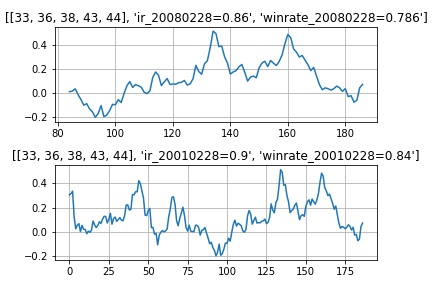 [[33, 36, 38, 43, 44], 'ir_20080228=0.86', 'winrate_20080228=0.786']
0.4
0.2
0.0
−0.2
80 100 120 140 160 180
[[33, 36, 38, 43, 44], 'ir_20010228=0.9', 'winrate_20010228=0.84']
0.4
0.2
0.0
−0.2
0 25 50 75 100 125 150 175